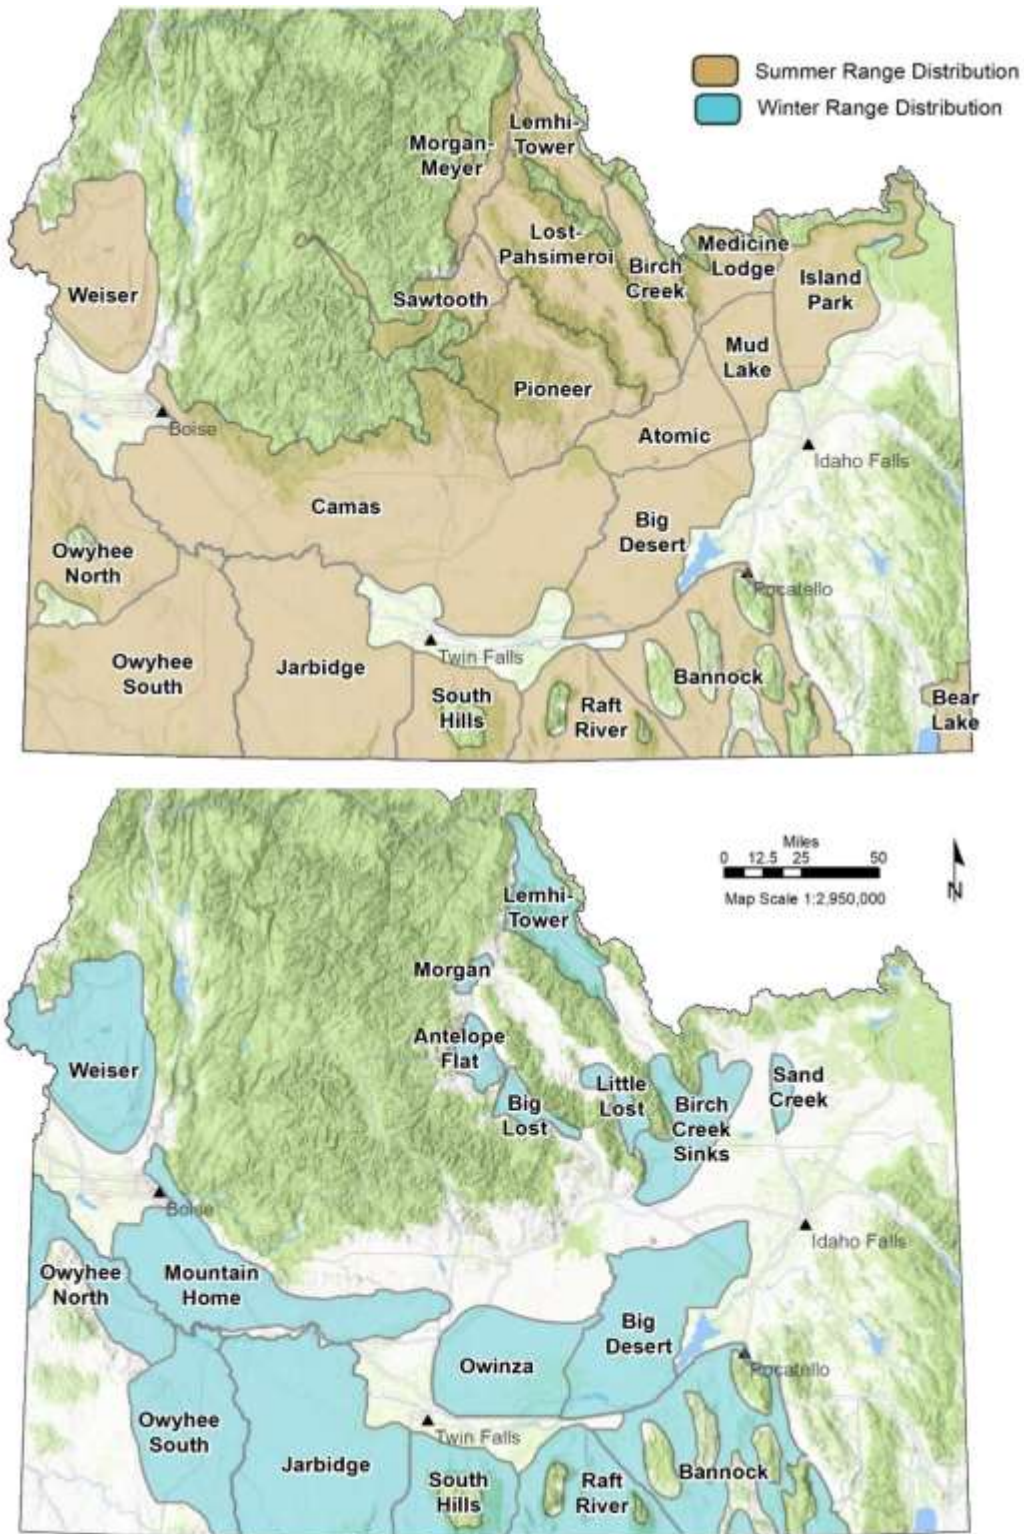 Summer Range Distribution
Winter Range Distribution
Lemhi-
Tower
Morgan-
Meyer
Lost-
Pahsimeroi
Medicine
Lodge
Birch
Creek
Island
Park
Weiser
Sawtooth
Mud
Lake
Pioneer
Boise
Atomic
Idaho Falls
Camas
Big
Desert
Owyhee
North
Pocatello
Twin Falls
Owyhee
South
Jarbidge
Bannock
South
Hills
Raft
River
Bear
Lake
Miles
0 12.5 25 50
Map Scale 1:2,950,000
N
Lemhi-
Tower
Morgan
Antelope
Flat
Weiser
Big
Lost
Little
Lost
Birch
Creek
Sinks
Sand
Creek
Boise
Idaho Falls
Owyhee
North
Mountain
Home
Big
Desert
Owinza
Pocatello
Owyhee
South
Twin Falls
Jarbidge
South
Hills
Raft
River
Bannock